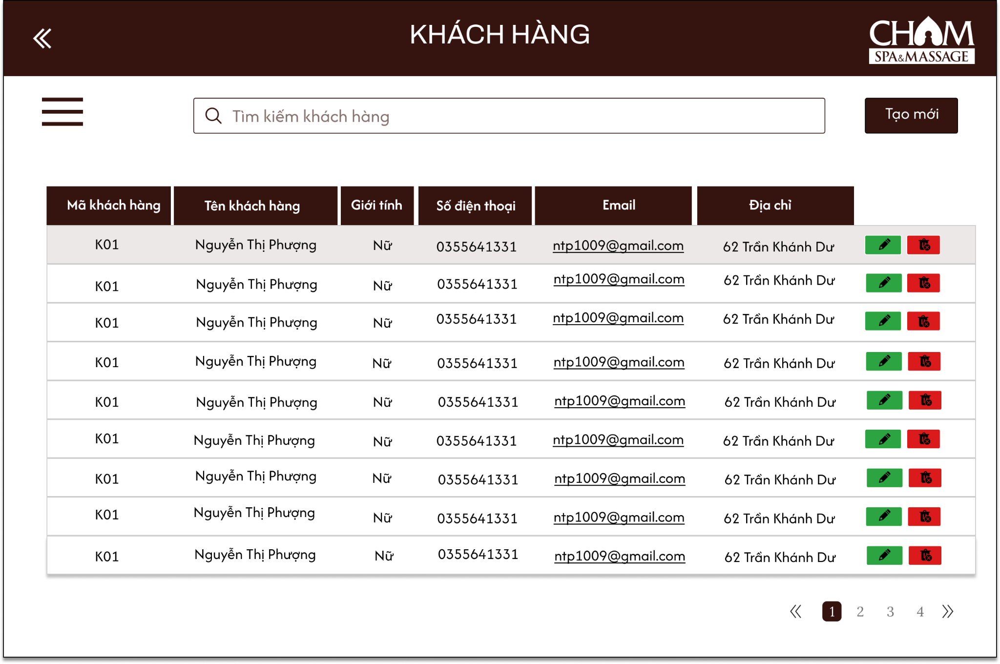 KHÁCH HÀNG
CHAM
SPA&MASSAGE
Tìm kiếm khách hàng
Tạo mới
Mã khách hàng Tên khách hàng Giới tính Số điện thoại Email Địa chỉ
K01 Nguyễn Thị Phượng Nữ 0355641331 ntp1009@gmail.com 62 Trần Khánh Dư
K01 Nguyễn Thị Phượng Nữ 0355641331 ntp1009@gmail.com 62 Trần Khánh Dư
K01 Nguyễn Thị Phượng Nữ 0355641331 ntp1009@gmail.com 62 Trần Khánh Dư
K01 Nguyễn Thị Phượng Nữ 0355641331 ntp1009@gmail.com 62 Trần Khánh Dư
K01 Nguyễn Thị Phượng Nữ 0355641331 ntp1009@gmail.com 62 Trần Khánh Dư
K01 Nguyễn Thị Phượng Nữ 0355641331 ntp1009@gmail.com 62 Trần Khánh Dư
K01 Nguyễn Thị Phượng Nữ 0355641331 ntp1009@gmail.com 62 Trần Khánh Dư
K01 Nguyễn Thị Phượng Nữ 0355641331 ntp1009@gmail.com 62 Trần Khánh Dư
K01 Nguyễn Thị Phượng Nữ 0355641331 ntp1009@gmail.com 62 Trần Khánh Dư
1 2 3 4